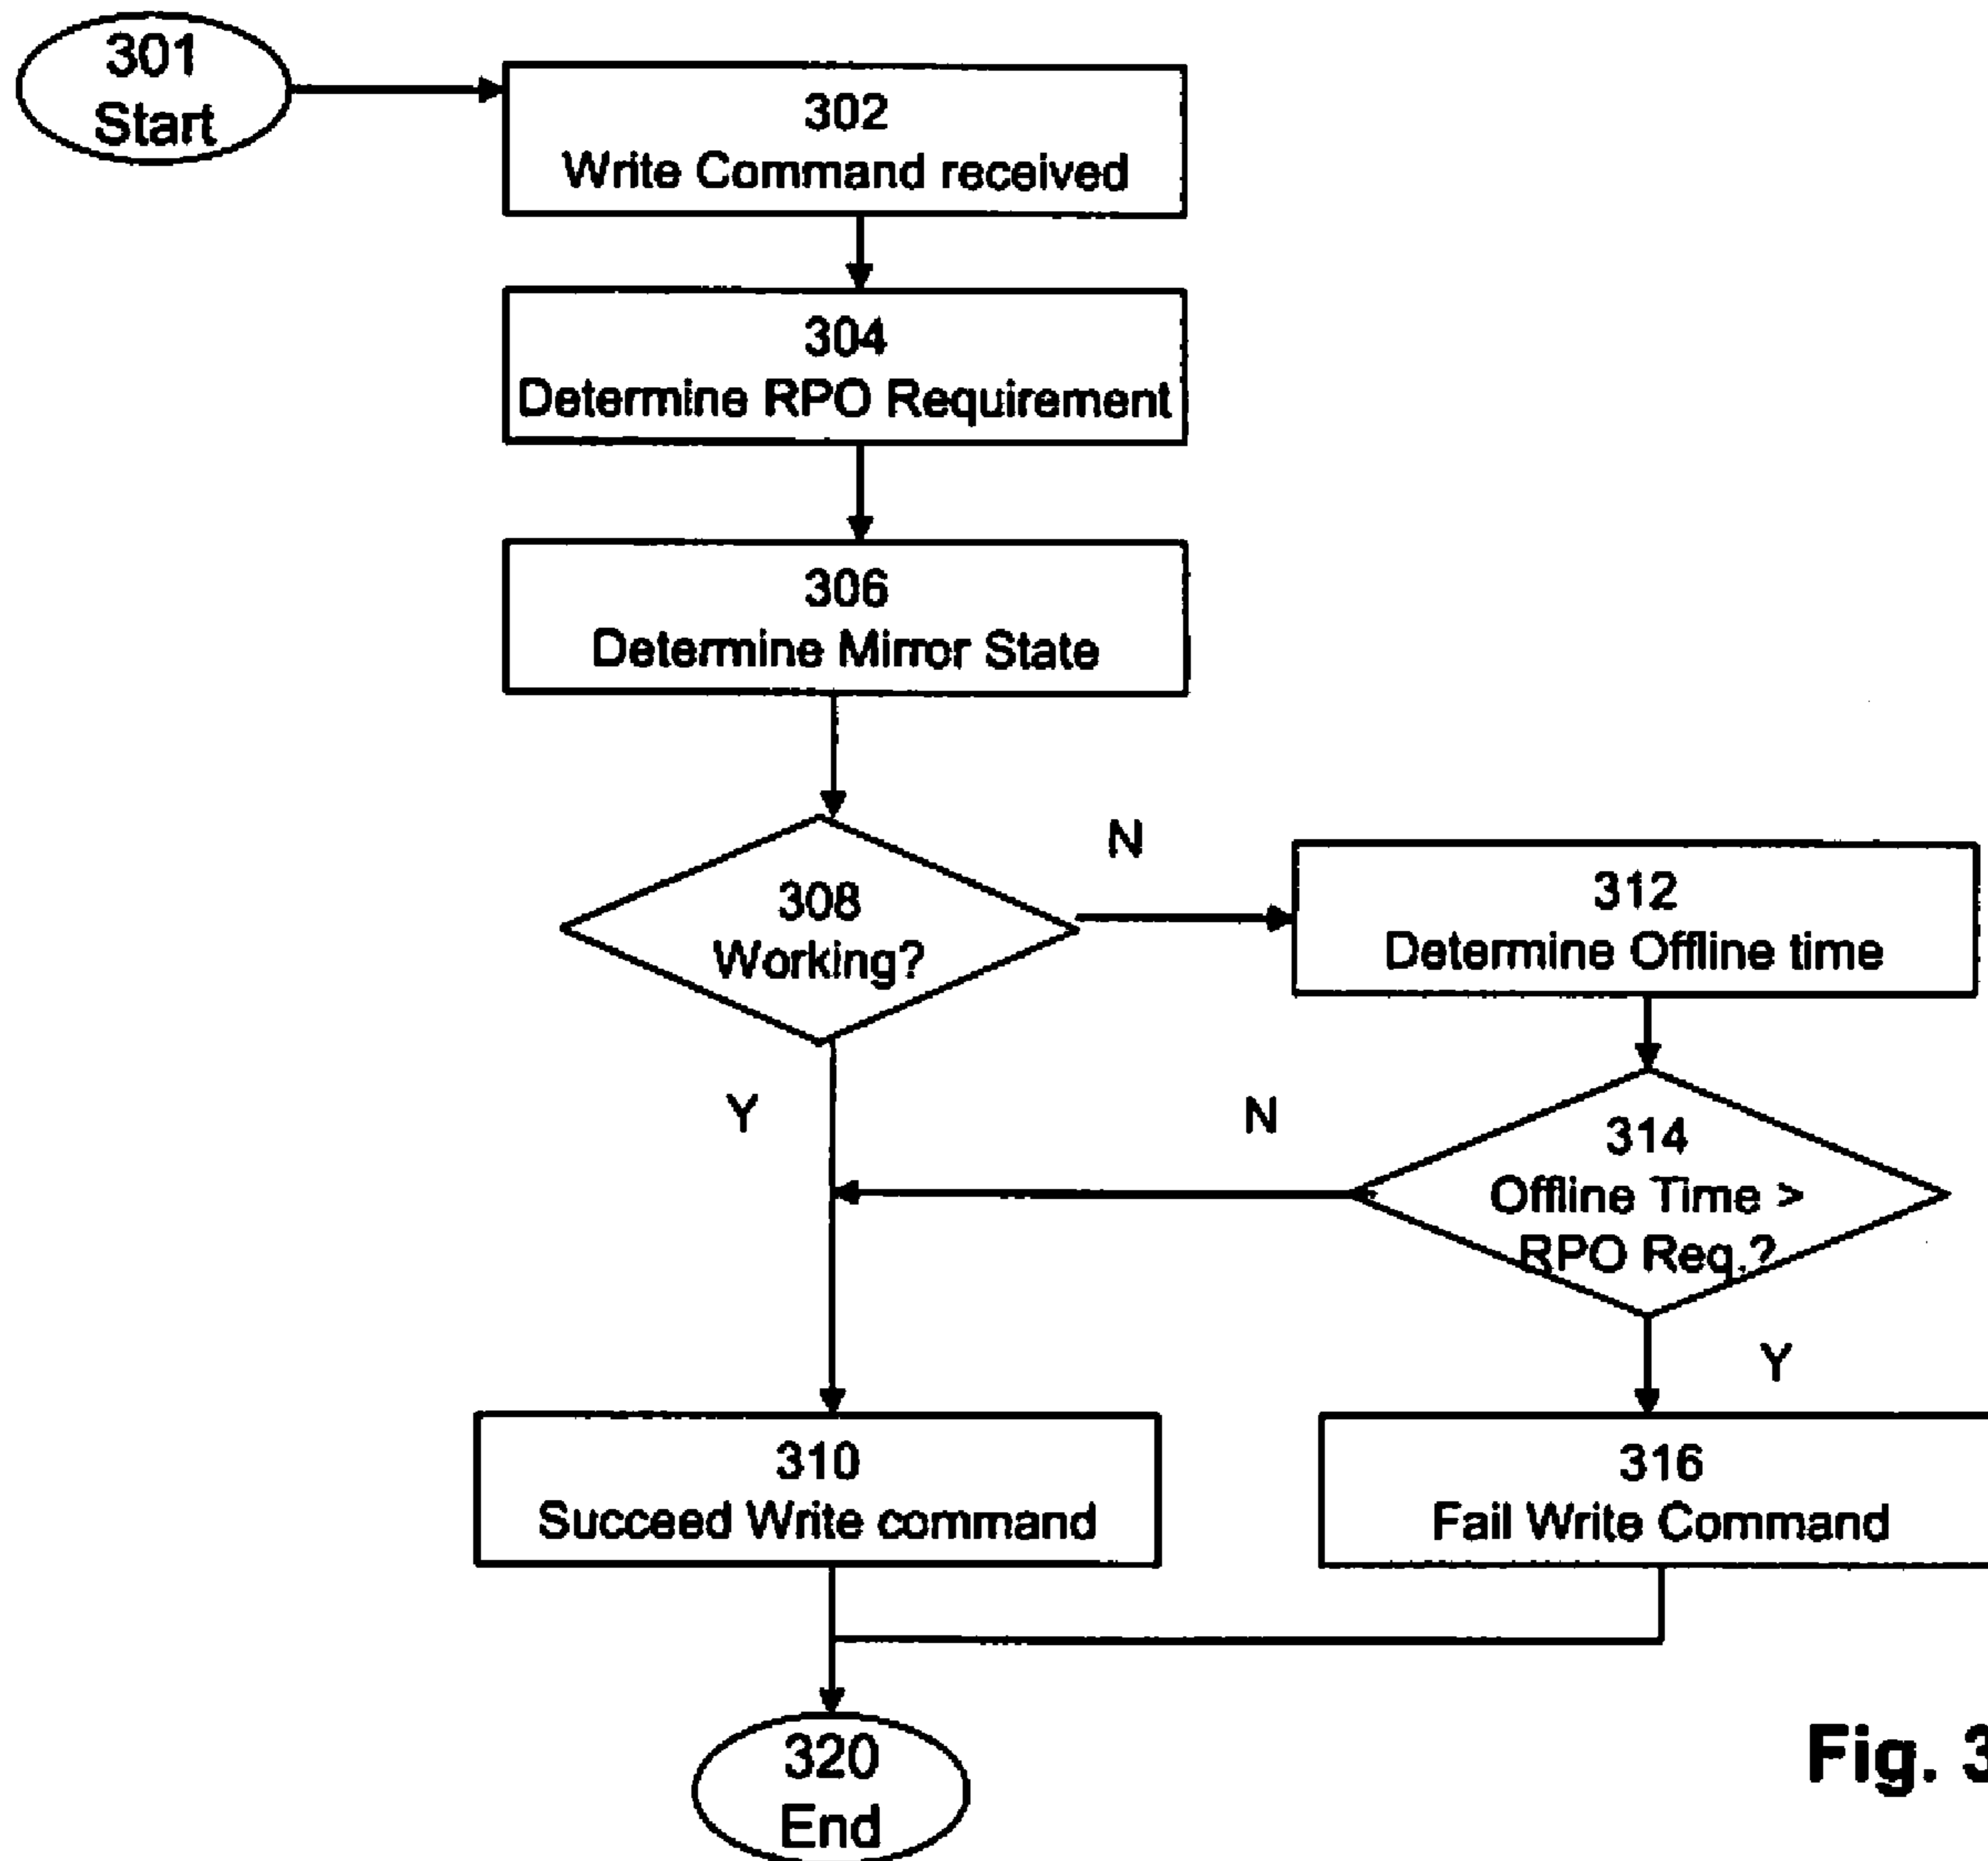 301
Start
302
Write Command received
304
Determine RPO Requirement
306
Determine Mirror State
308
Working?
N
312
Determine Offline time
Y
N
314
Offline Time >
RPO Req.?
Y
310
Succeed Write command
316
Fail Write Command
320
End
Fig. 3